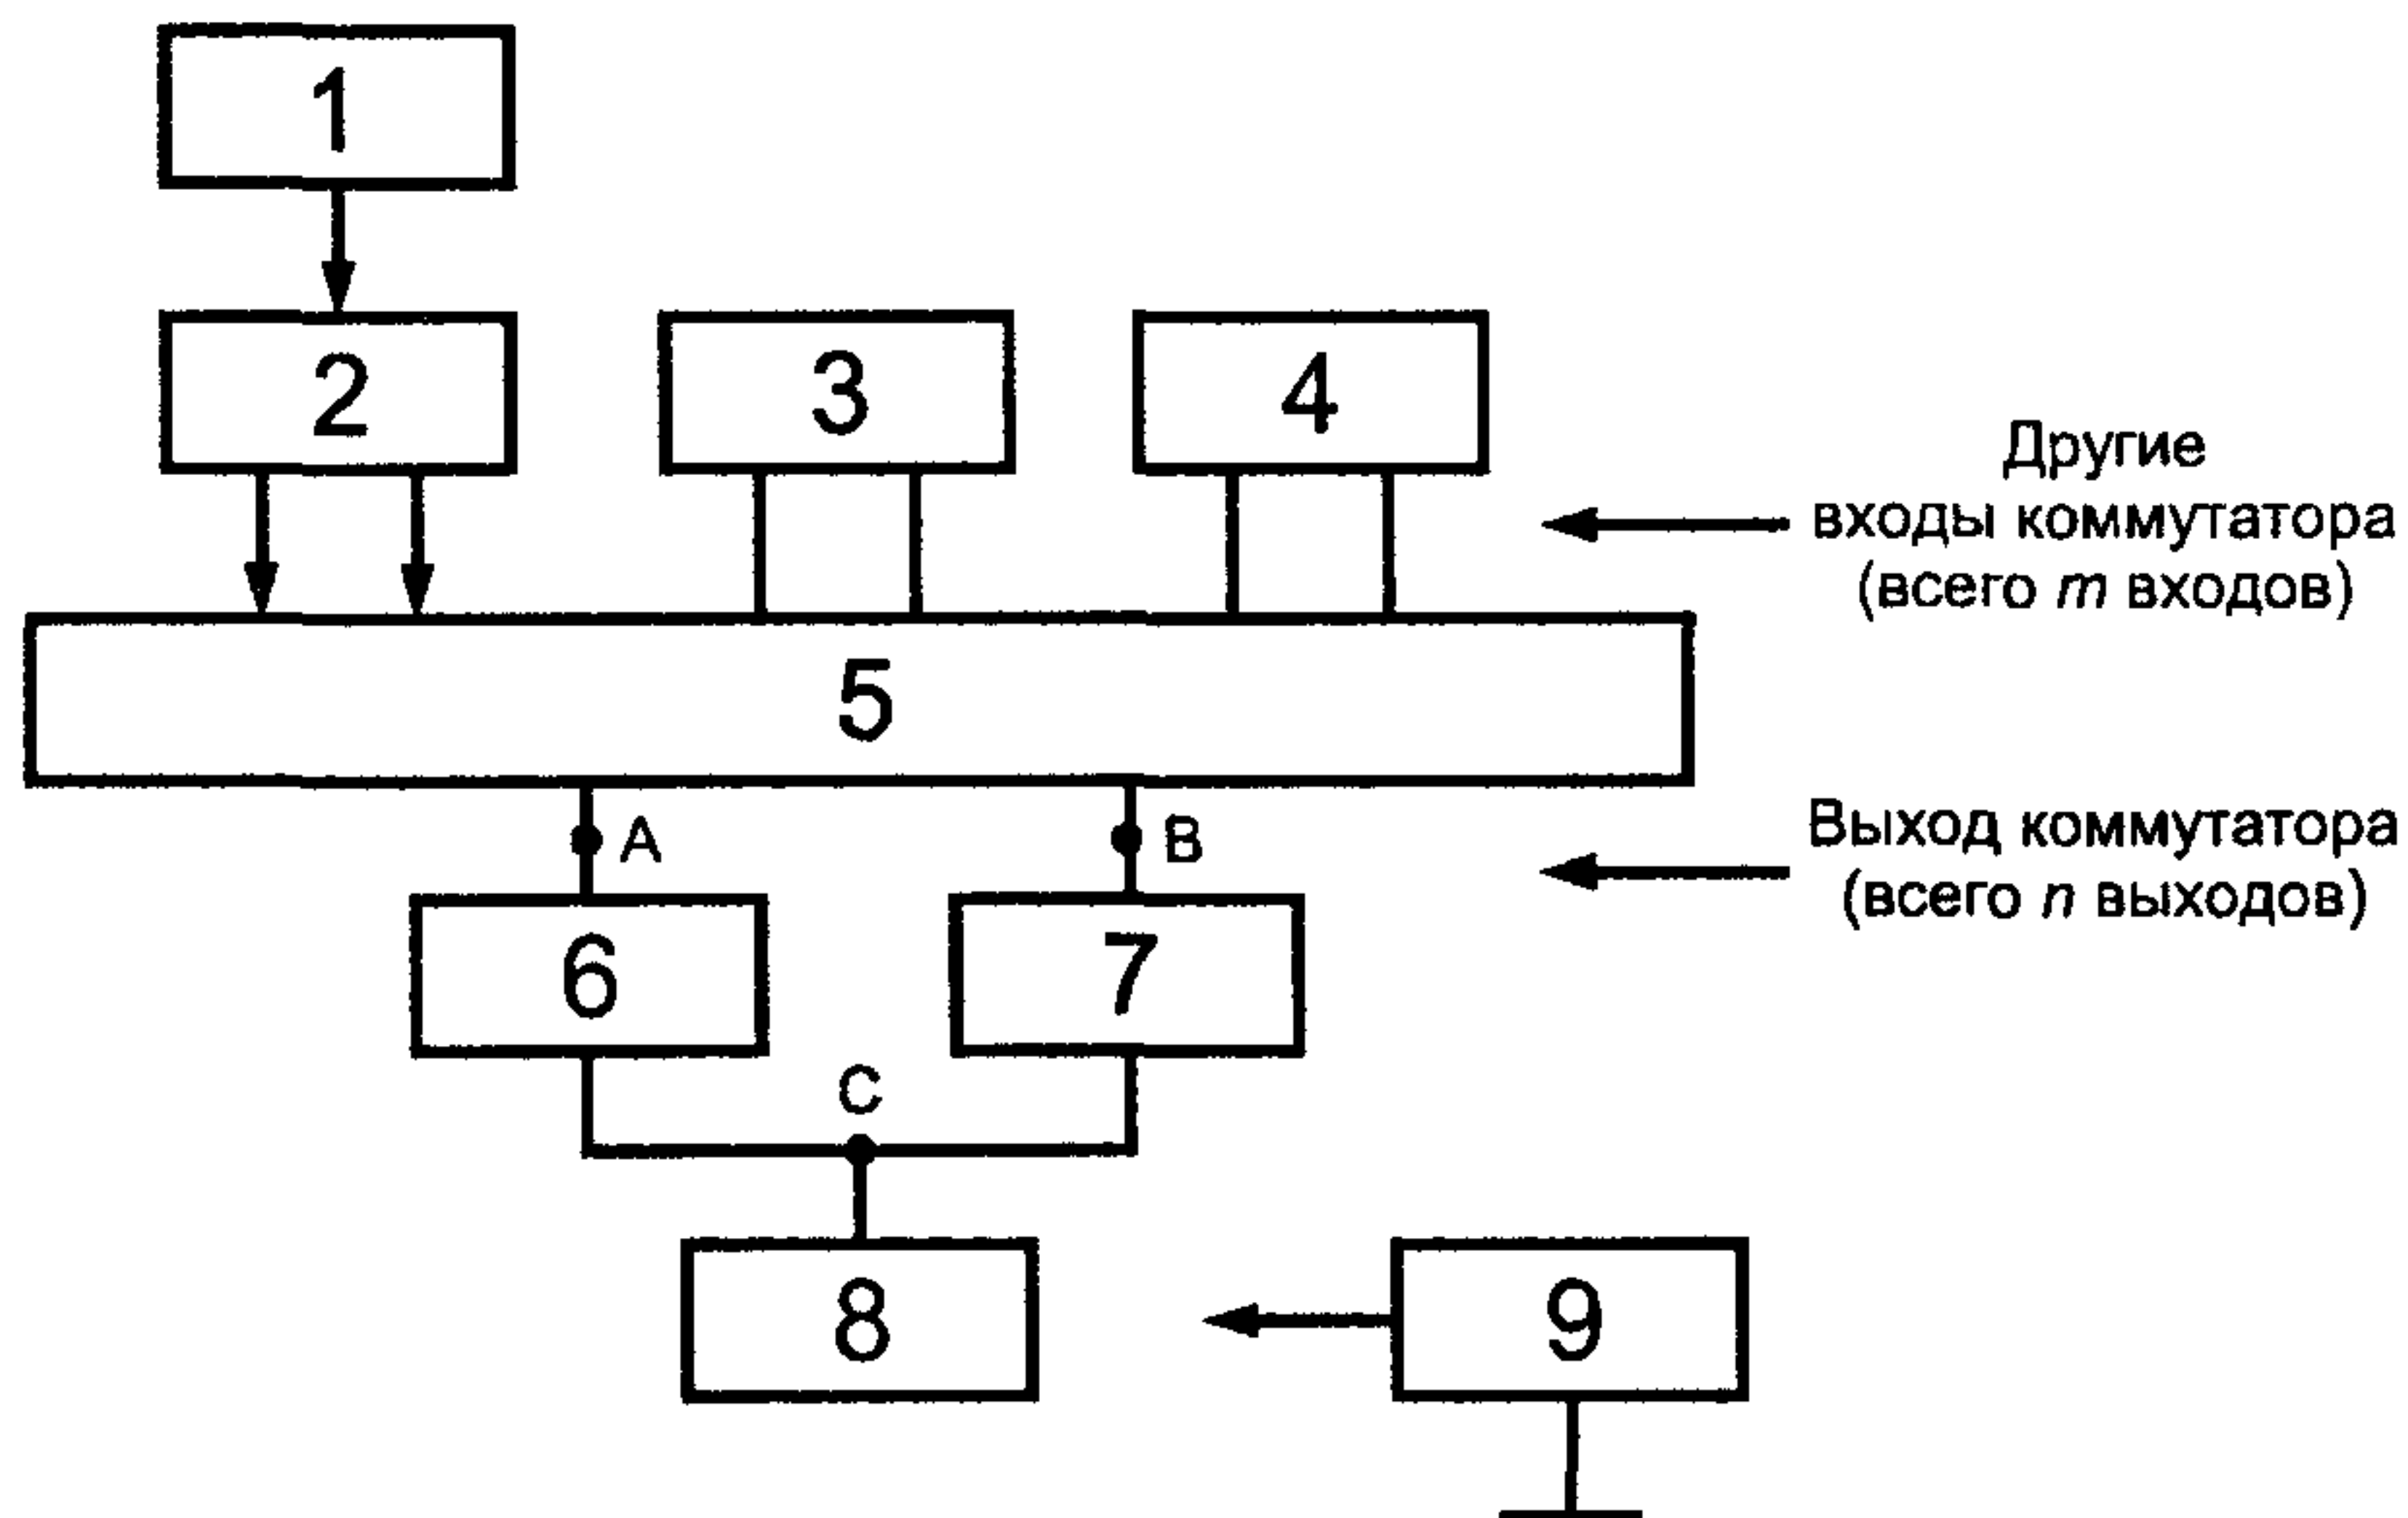 1
2
3
4
Другие
входы коммутатора
(всего m входов)
5
A
B
Выход коммутатора
(всего n выходов)
6
7
C
8
9